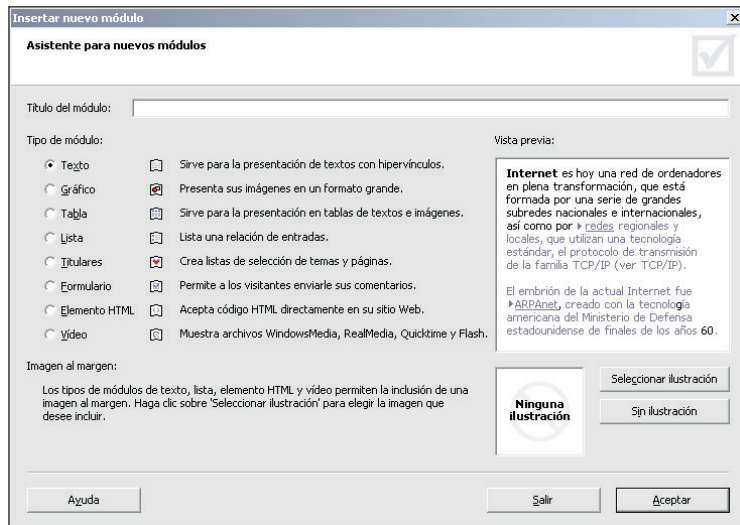 Insertar nuevo módulo
Asistente para nuevos módulos
Título del módulo:
Tipo de módulo:
Texto Sirve para la presentación de textos con hipervínculos.
Gráfico Presenta sus imágenes en un formato grande.
Tabla Sirve para la presentación en tablas de textos e imágenes.
Lista Lista una relación de entradas.
Titulares Crea listas de selección de temas y páginas.
Formulario Permite a los visitantes enviarle sus comentarios.
Elemento HTML Acepta código HTML directamente en su sitio Web.
Vídeo Muestra archivos WindowsMedia, RealMedia, Quicktime y Flash.
Vista previa:
Internet es hoy una red de ordenadores
en plena transformación, que está
formada por una serie de grandes
subredes nacionales e internacionales,
así como por redes regionales y
locales, que utilizan una tecnología
estándar, el protocolo de transmisión
de la familia TCP/IP (ver TCP/IP).
El embrión de la actual Internet fue
ARPAnet, creado con la tecnología
americana del Ministerio de Defensa
estadounidense de finales de los años 60.
Imagen al margen:
Los tipos de módulos de texto, lista, elemento HTML y vídeo permiten la inclusión de una
imagen al margen. Haga clic sobre 'Seleccionar ilustración' para elegir la imagen que
desee incluir.
Ninguna
ilustración
Seleccionar ilustración
Sin ilustración
Ayuda
Salir
Aceptar